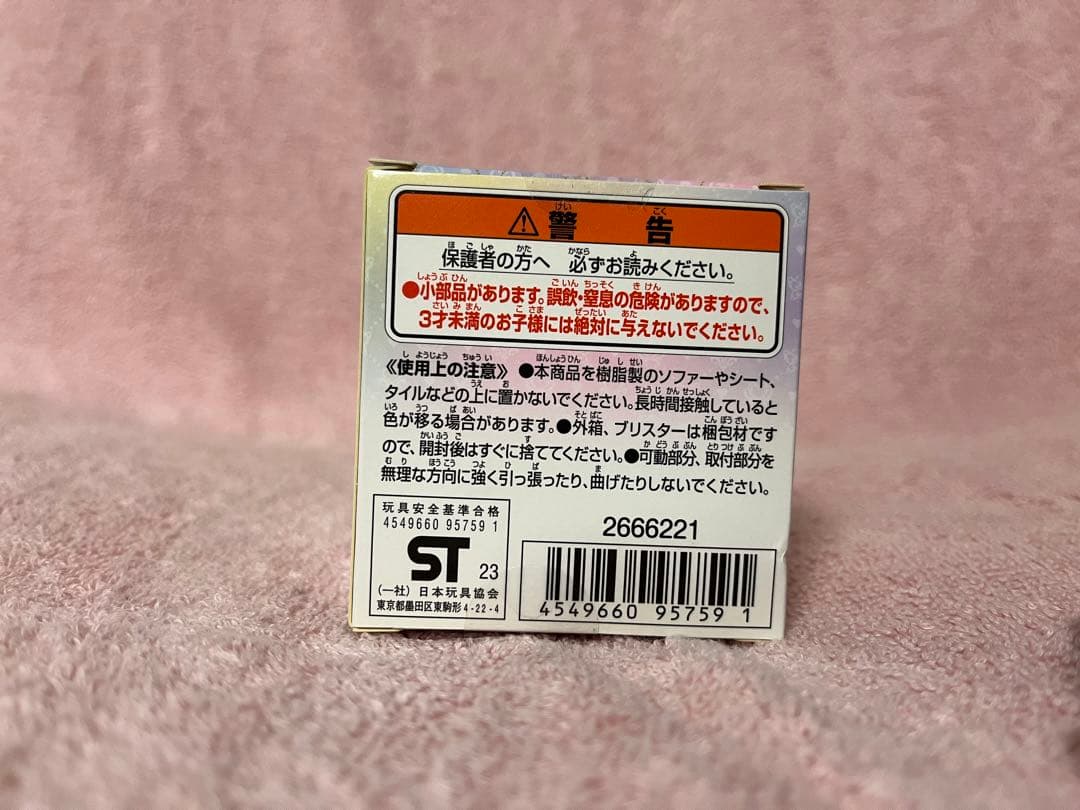 ⚠警告
保護者の方へ 必ずお読みください。
●小部品があります。誤飲・窒息の危険がありますので、
3才未満のお子様には絶対に与えないでください。
《使用上の注意》●本商品を樹脂製のソファーやシート、
タイルなどの上に置かないでください。長時間接触していると
色が移る場合があります。●外箱、ブリスターは梱包材です
ので、開封後はすぐに捨ててください。●可動部分、取付部分を
無理な方向に強く引っ張ったり、曲げたりしないでください。
玩具安全基準合格
4549660 95759 1
ST 23
(一社)日本玩具協会
東京都墨田区東駒形4-22-4
2666221
4549660 957591